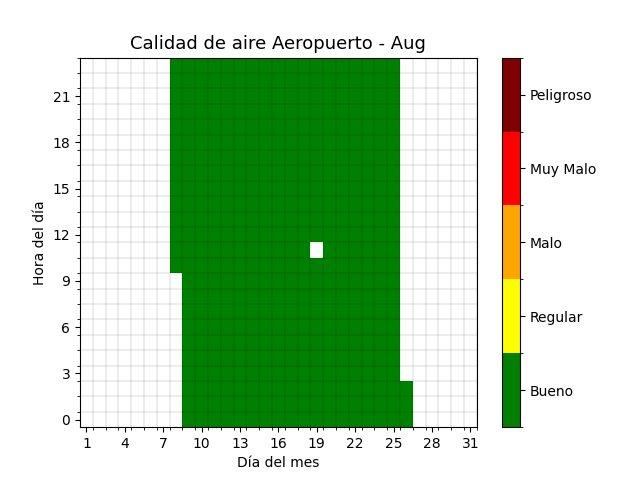 Calidad de aire Aeropuerto - Aug
Hora del día
21
18
15
12
9
6
3
0
1 4 7 10 13 16 19 22 25 28 31
Día del mes
Peligroso
Muy Malo
Malo
Regular
Bueno